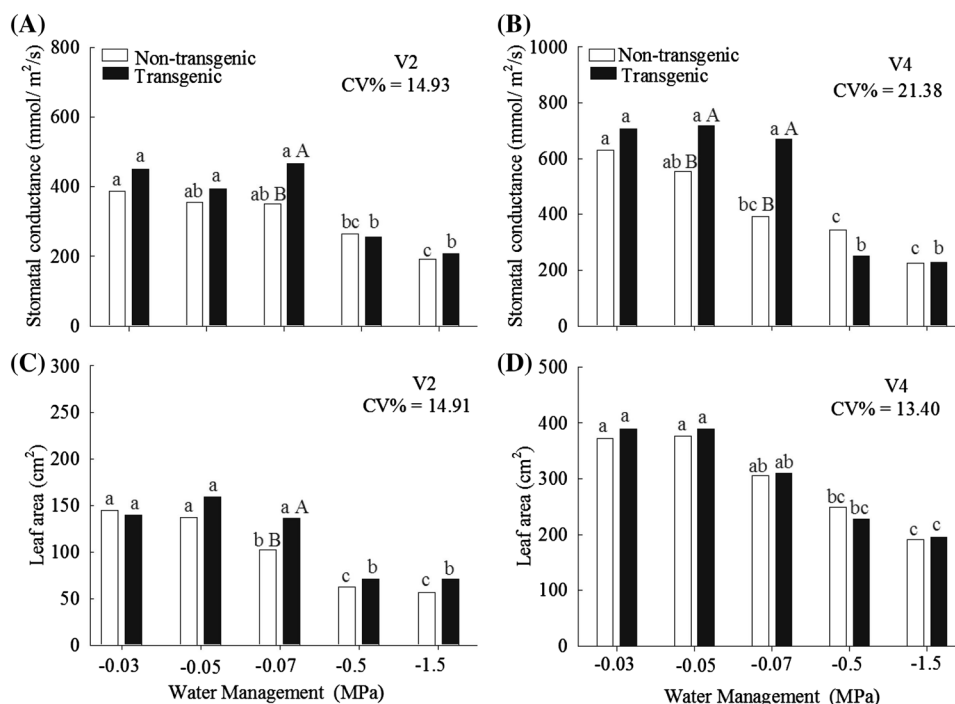 (A)
Stomatal conductance (mmol/ m²/s)
800
600
400
200
0
Non-transgenic
Transgenic
V2
CV% = 14.93
a a ab a ab B a A bc b c b
(B)
Stomatal conductance (mmol/ m²/s)
1000
800
600
400
200
0
Non-transgenic
Transgenic
V4
CV% = 21.38
a a ab B a A bc B a A c b c b
(C)
Leaf area (cm²)
300
250
200
150
100
50
0
V2
CV% = 14.91
a a a a b B a A c b c b
-0.03 -0.05 -0.07 -0.5 -1.5
Water Management (MPa)
(D)
Leaf area (cm²)
500
400
300
200
100
0
V4
CV% = 13.40
a a a a ab ab bc bc c c
-0.03 -0.05 -0.07 -0.5 -1.5
Water Management (MPa)